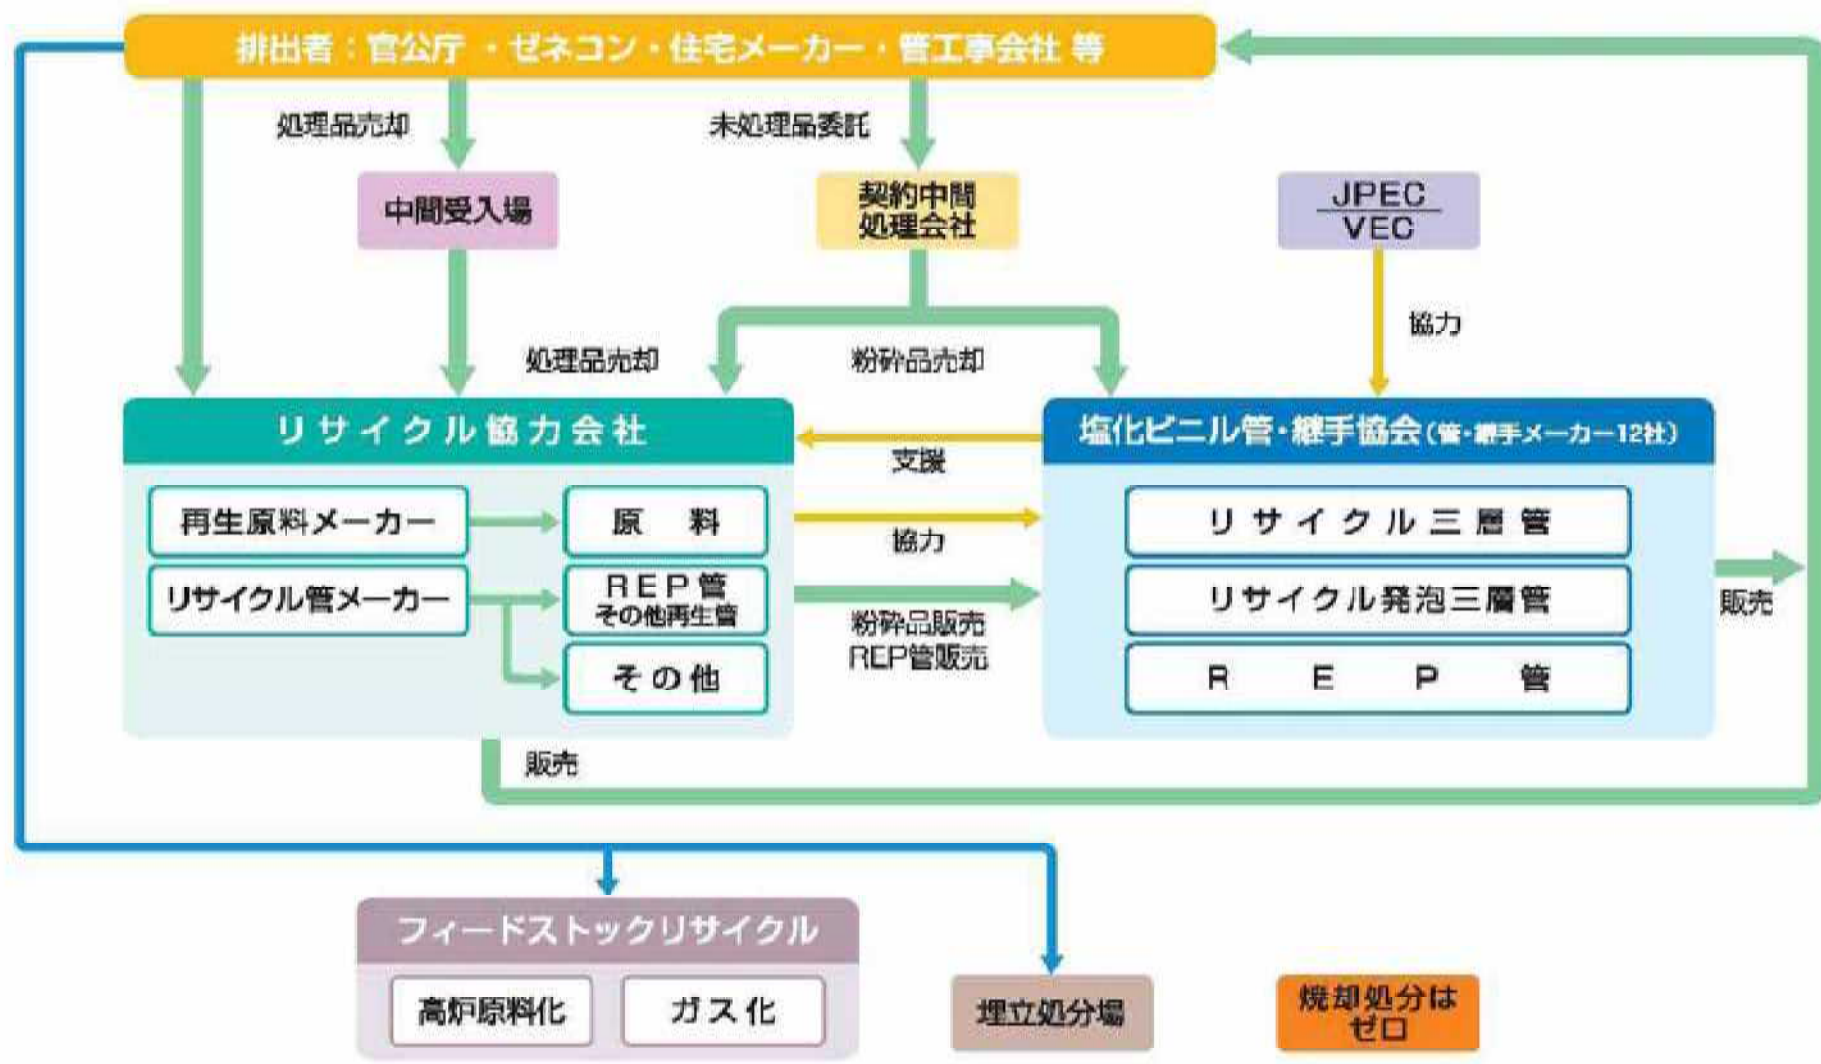 排出者：官公庁・ゼネコン・住宅メーカー・管工事会社 等
処理品売却
未処理品委託
中間受入場
契約中間
処理会社
JPEC
VEC
協力
処理品売却
粉砕品売却
リサイクル協力会社
塩化ビニル管・継手協会(管・継手メーカー12社)
支援
再生原料メーカー
原 料
協力
リサイクル三層管
リサイクル管メーカー
REP管
その他再生管
リサイクル発泡三層管
販売
粉砕品販売
REP管販売
その他
R E P 管
販売
フィードストックリサイクル
高炉原料化
ガス化
埋立処分場
焼却処分は
ゼロ